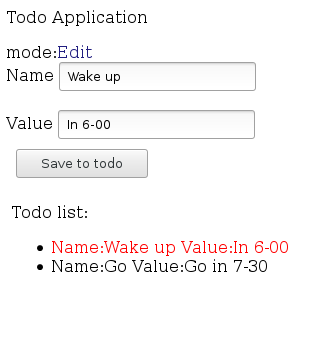 Todo Application
mode:Edit
Name Wake up
Value In 6-00
Save to todo
Todo list:
Name:Wake up Value:In 6-00
Name:Go Value:Go in 7-30